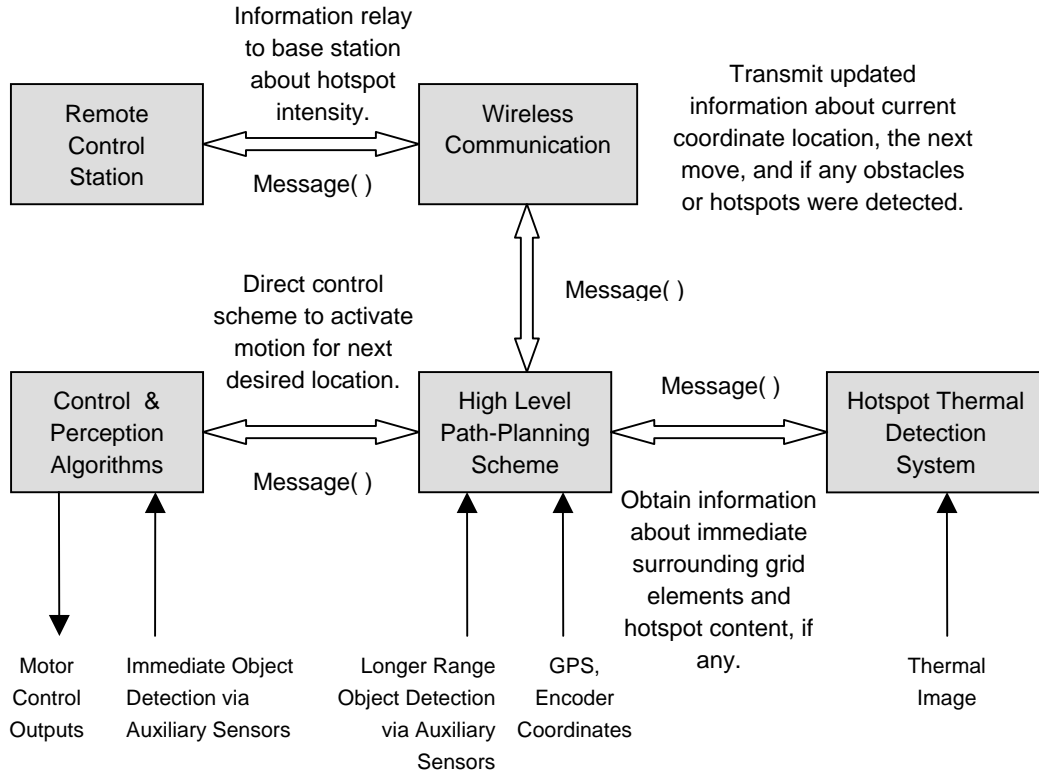 Information relay
to base station
about hotspot
intensity.
Remote
Control
Station
Message( )
Wireless
Communication
Transmit updated
information about current
coordinate location, the next
move, and if any obstacles
or hotspots were detected.
Message( )
Direct control
scheme to activate
motion for next
desired location.
Control &
Perception
Algorithms
Message( )
High Level
Path-Planning
Scheme
Message( )
Hotspot Thermal
Detection
System
Obtain information
about immediate
surrounding grid
elements and
hotspot content, if
any.
Motor
Control
Outputs
Immediate Object
Detection via
Auxiliary Sensors
Longer Range
Object Detection
via Auxiliary
Sensors
GPS,
Encoder
Coordinates
Thermal
Image